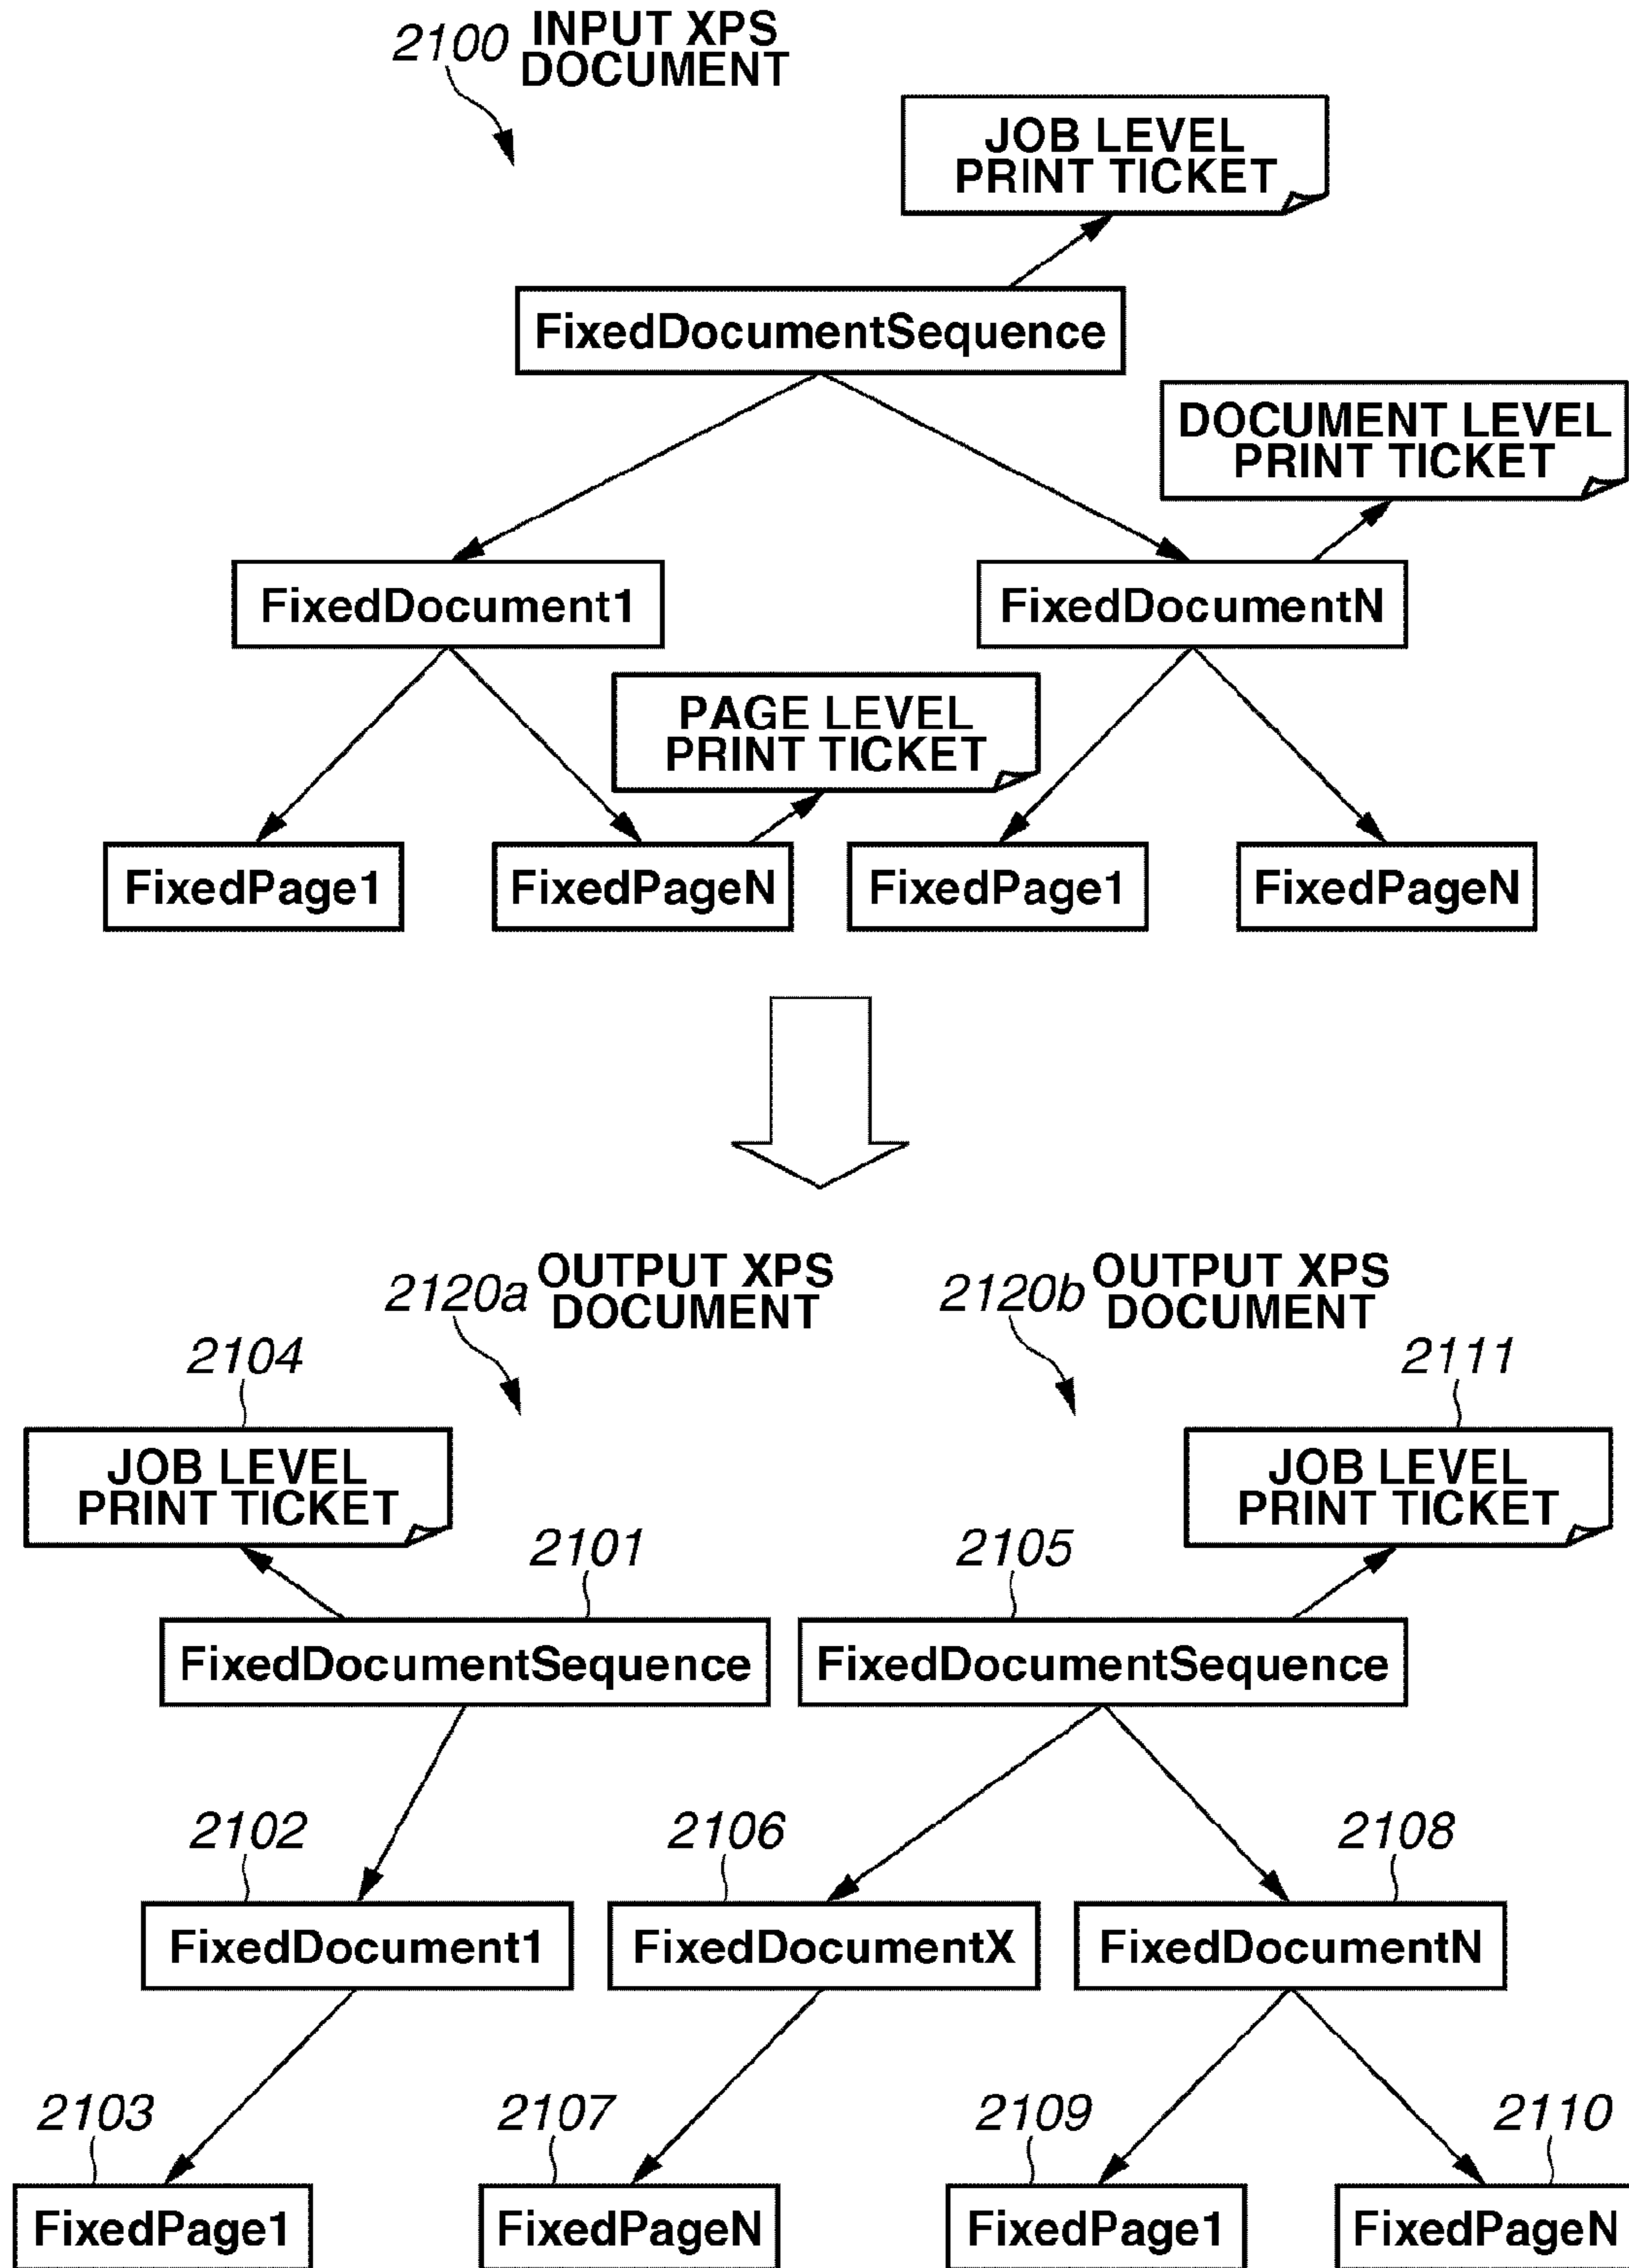 2100 INPUT XPS
DOCUMENT
JOB LEVEL
PRINT TICKET
FixedDocumentSequence
DOCUMENT LEVEL
PRINT TICKET
FixedDocument1
FixedDocumentN
PAGE LEVEL
PRINT TICKET
FixedPage1
FixedPageN
FixedPage1
FixedPageN
2120a OUTPUT XPS
DOCUMENT
2120b OUTPUT XPS
DOCUMENT
2104
2111
JOB LEVEL
PRINT TICKET
JOB LEVEL
PRINT TICKET
2101
2105
FixedDocumentSequence
FixedDocumentSequence
2102
2106
2108
FixedDocument1
FixedDocumentX
FixedDocumentN
2103
2107
2109
2110
FixedPage1
FixedPageN
FixedPage1
FixedPageN